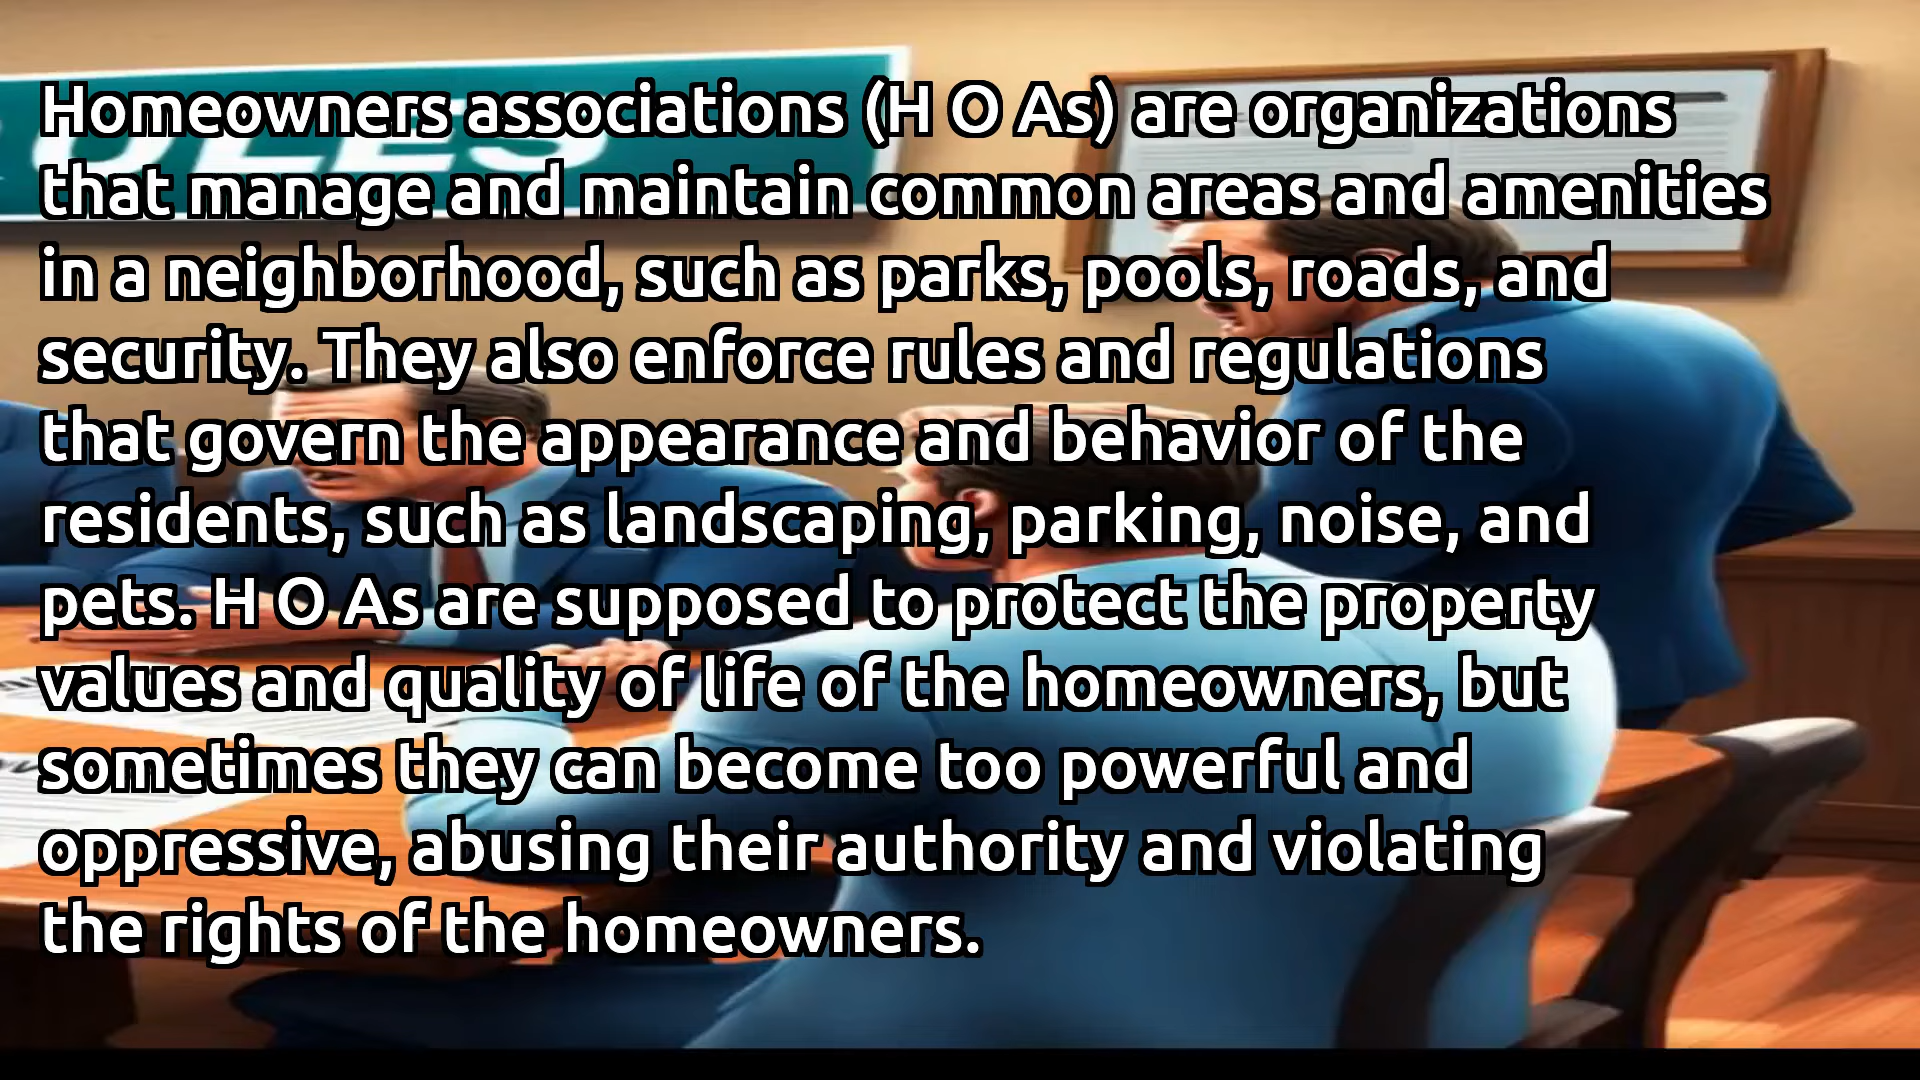 Homeowners associations (H O As) are organizations
that manage and maintain common areas and amenities
in a neighborhood, such as parks, pools, roads, and
security. They also enforce rules and regulations
that govern the appearance and behavior of the
residents, such as landscaping, parking, noise, and
pets. H O As are supposed to protect the property
values and quality of life of the homeowners, but
sometimes they can become too powerful and
oppressive, abusing their authority and violating
the rights of the homeowners.